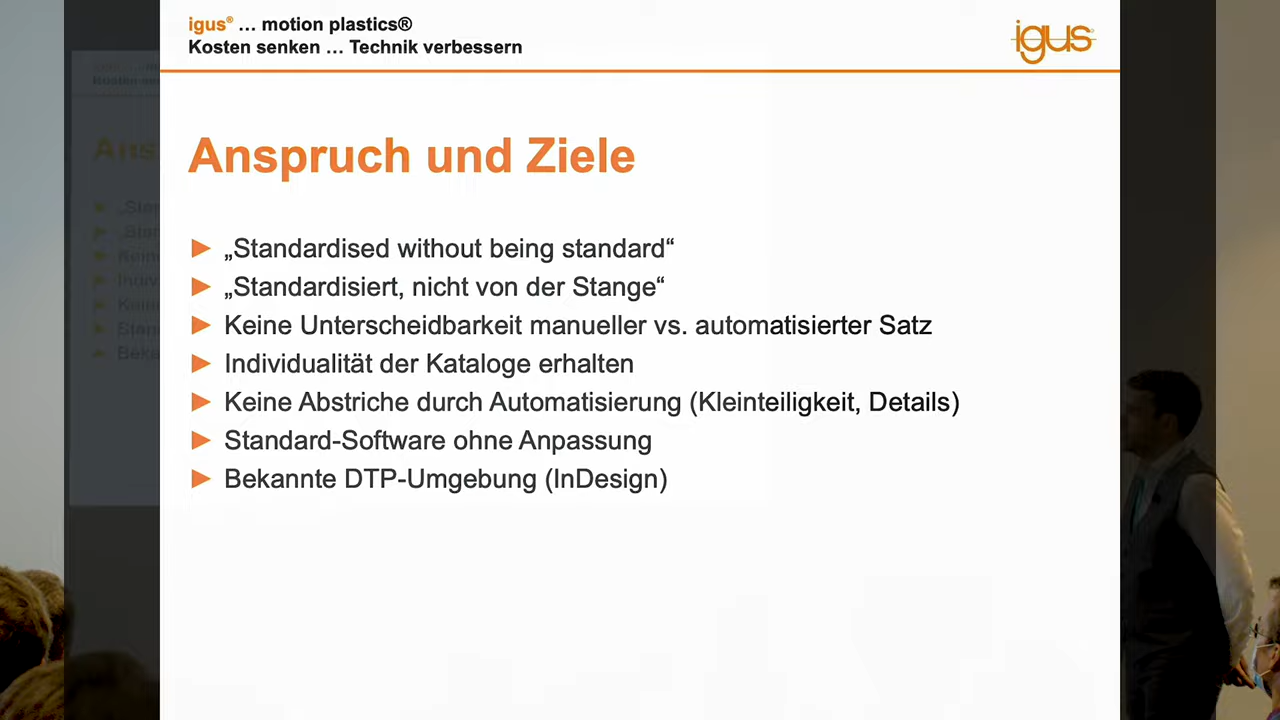 igus® ... motion plastics®
Kosten senken ... Technik verbessern
igus®
Anspruch und Ziele
► „Standardised without being standard“
► „Standardisiert, nicht von der Stange“
► Keine Unterscheidbarkeit manueller vs. automatisierter Satz
► Individualität der Kataloge erhalten
► Keine Abstriche durch Automatisierung (Kleinteiligkeit, Details)
► Standard-Software ohne Anpassung
► Bekannte DTP-Umgebung (InDesign)